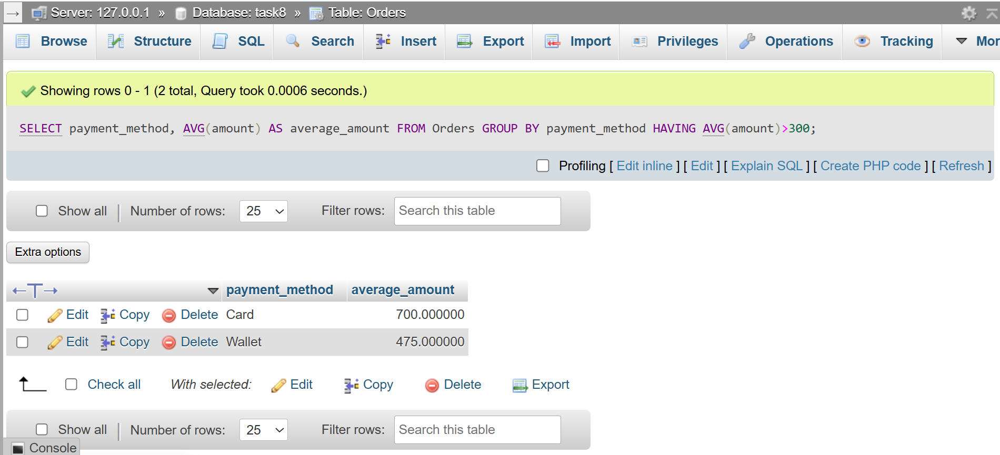 → Server: 127.0.0.1 » Database: task8 » Table: Orders
Browse Structure SQL Search Insert Export Import Privileges Operations Tracking Mor
Showing rows 0 - 1 (2 total, Query took 0.0006 seconds.)
SELECT payment_method, AVG(amount) AS average_amount FROM Orders GROUP BY payment_method HAVING AVG(amount)>300;
Profiling [ Edit inline ] [ Edit ] [ Explain SQL ] [ Create PHP code ] [ Refresh ]
Show all | Number of rows: 25 Filter rows: Search this table
Extra options
←T→ payment_method average_amount
Edit Copy Delete Card 700.000000
Edit Copy Delete Wallet 475.000000
Check all With selected: Edit Copy Delete Export
Show all | Number of rows: 25 Filter rows: Search this table
Console